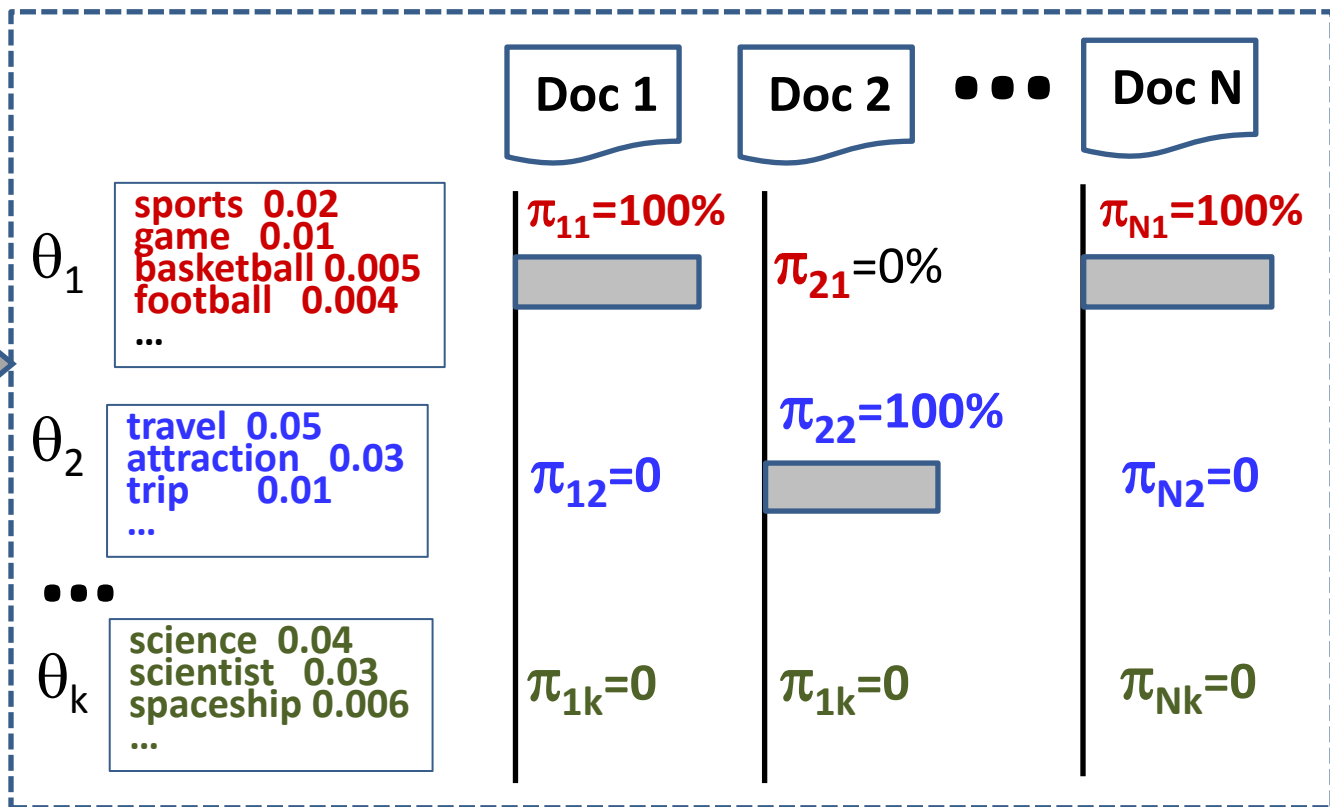 Doc 1
Doc 2
...
Doc N
θ1
sports 0.02
game 0.01
basketball 0.005
football 0.004
...
π11=100%
π21=0%
πN1=100%
θ2
travel 0.05
attraction 0.03
trip 0.01
...
π12=0
π22=100%
πN2=0
...
θk
science 0.04
scientist 0.03
spaceship 0.006
...
π1k=0
π1k=0
πNk=0